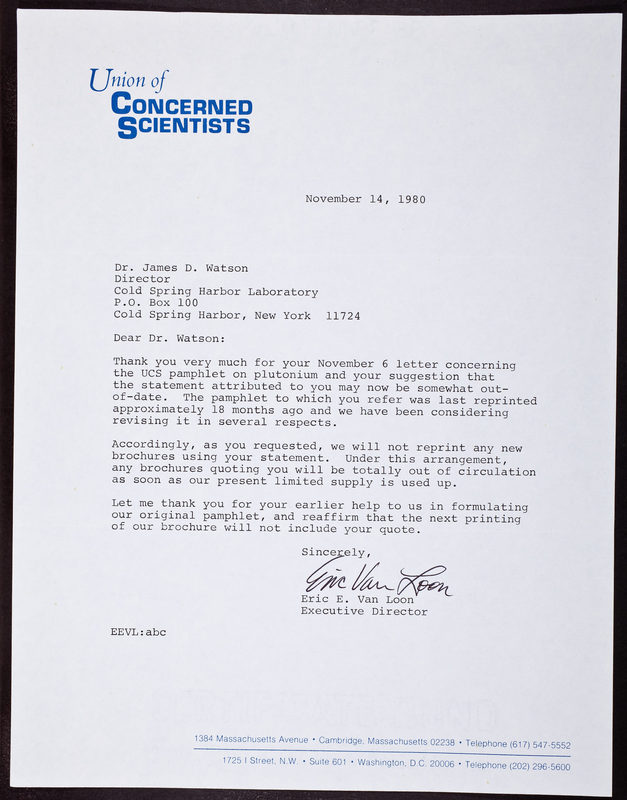 Union of
CONCERNED
SCIENTISTS
November 14, 1980
Dr. James D. Watson
Director
Cold Spring Harbor Laboratory
P.O. Box 100
Cold Spring Harbor, New York  11724
Dear Dr. Watson:
Thank you very much for your November 6 letter concerning
the UCS pamphlet on plutonium and your suggestion that
the statement attributed to you may now be somewhat out-
of-date.  The pamphlet to which you refer was last reprinted
approximately 18 months ago and we have been considering
revising it in several respects.
Accordingly, as you requested, we will not reprint any new
brochures using your statement.  Under this arrangement,
any brochures quoting you will be totally out of circulation
as soon as our present limited supply is used up.
Let me thank you for your earlier help to us in formulating
our original pamphlet, and reaffirm that the next printing
of our brochure will not include your quote.
Sincerely,
Eric Van Loon
Eric E. Van Loon
Executive Director
EEVL:abc
1384 Massachusetts Avenue • Cambridge, Massachusetts 02238 • Telephone (617) 547-5552
1725 I Street, N.W. • Suite 601 • Washington, D.C. 20006 • Telephone (202) 296-5600